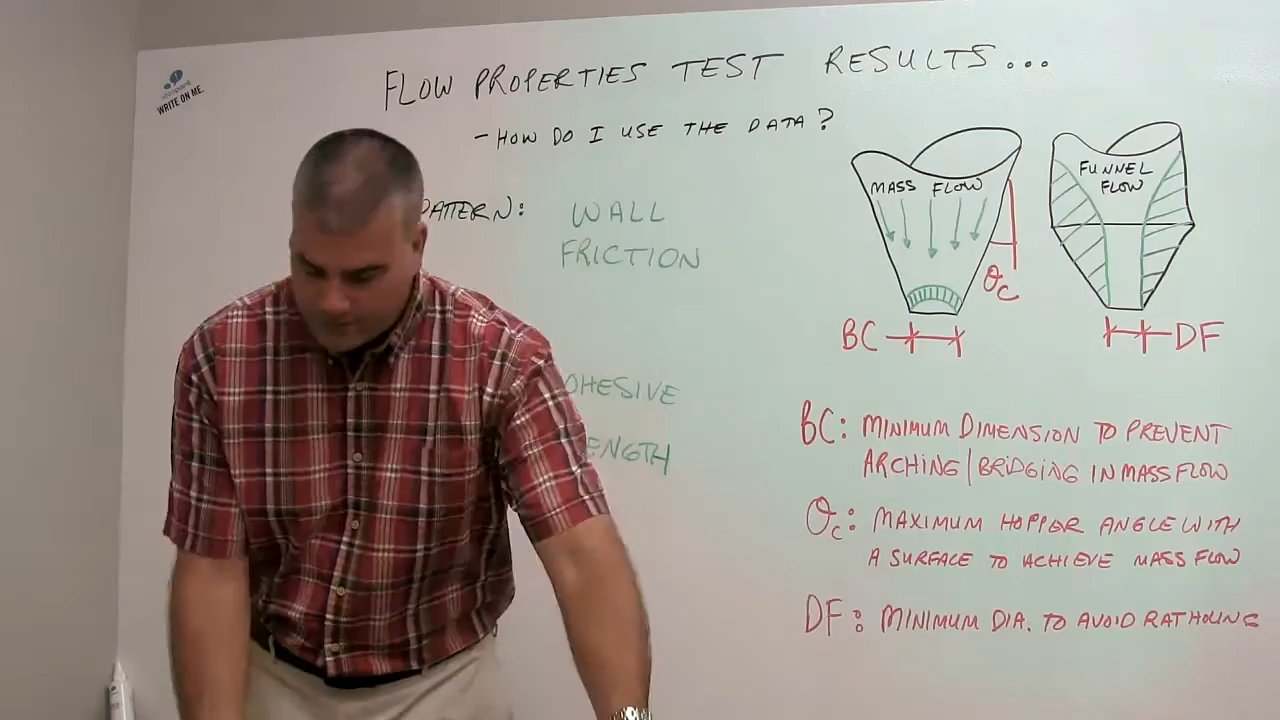 FLOW PROPERTIES TEST RESULTS...
- HOW DO I USE THE DATA?
WRITE ON ME.
PATTERN:
WALL
FRICTION
OHESIVE
ENGTH
MASS FLOW
FUNNEL
FLOW
θc
BC
DF
BC: MINIMUM DIMENSION TO PREVENT
ARCHING/BRIDGING IN MASS FLOW
θc: MAXIMUM HOPPER ANGLE WITH
A SURFACE TO ACHIEVE MASS FLOW
DF: MINIMUM DIA. TO AVOID RATHOLING